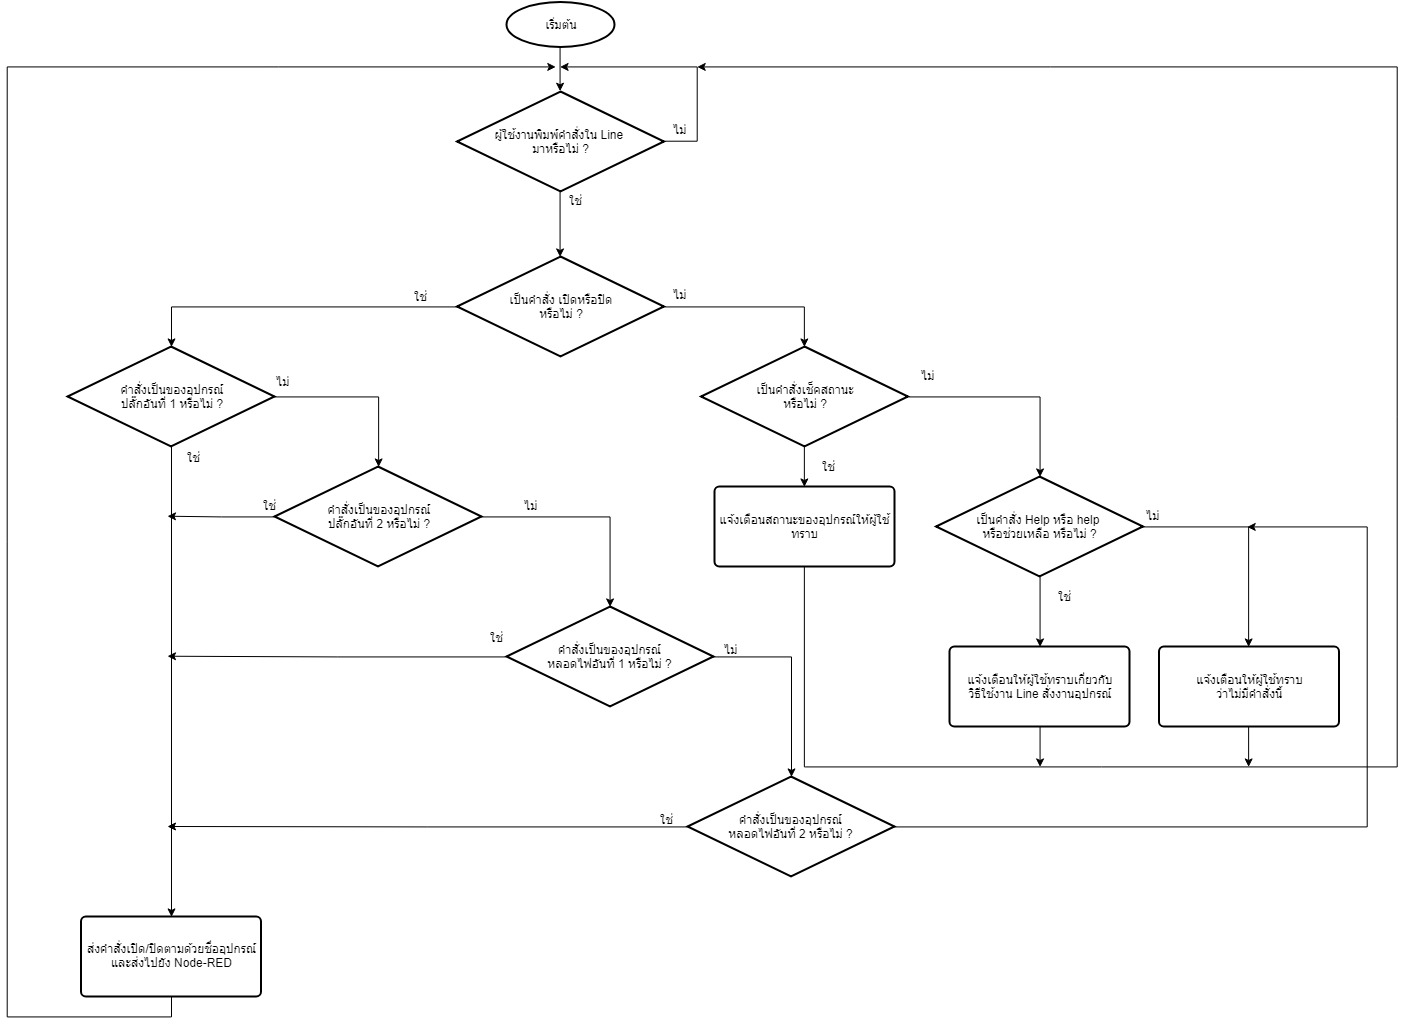 เริ่มต้น
ผู้ใช้งานพิมพ์คำสั่งใน Line
มาหรือไม่ ?
ไม่
ใช่
เป็นคำสั่ง เปิดหรือปิด
หรือไม่ ?
ใช่
ไม่
คำสั่งเป็นของอุปกรณ์
ปลั๊กอันที่ 1 หรือไม่ ?
ไม่
ใช่
เป็นคำสั่งเช็คสถานะ
หรือไม่ ?
ไม่
ใช่
คำสั่งเป็นของอุปกรณ์
ปลั๊กอันที่ 2 หรือไม่ ?
ใช่
ไม่
แจ้งเตือนสถานะของอุปกรณ์ให้ผู้ใช้
ทราบ
เป็นคำสั่ง Help หรือ help
หรือช่วยเหลือ หรือไม่ ?
ไม่
ใช่
คำสั่งเป็นของอุปกรณ์
หลอดไฟอันที่ 1 หรือไม่ ?
ใช่
ไม่
แจ้งเตือนให้ผู้ใช้ทราบเกี่ยวกับ
วิธีใช้งาน Line สั่งงานอุปกรณ์
แจ้งเตือนให้ผู้ใช้ทราบ
ว่าไม่มีคำสั่งนี้
คำสั่งเป็นของอุปกรณ์
หลอดไฟอันที่ 2 หรือไม่ ?
ใช่
ส่งคำสั่งเปิด/ปิดตามด้วยชื่ออุปกรณ์
และส่งไปยัง Node-RED